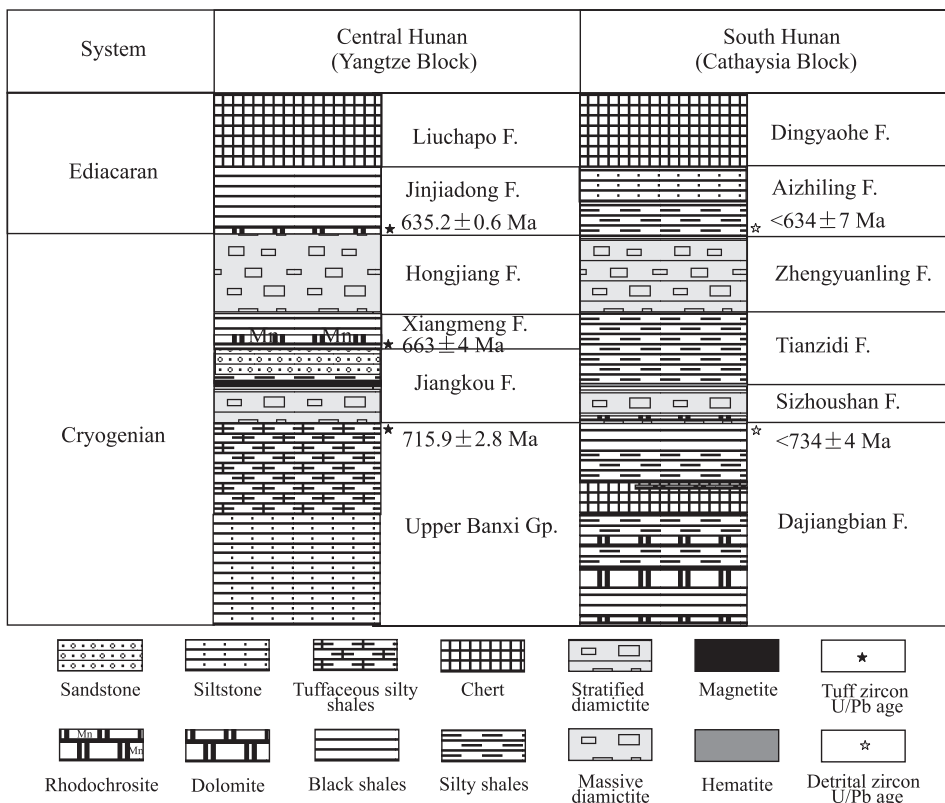 System
Central Hunan
(Yangtze Block)
South Hunan
(Cathaysia Block)
Ediacaran
Liuchapo F.
Dingyaohe F.
Jinjiadong F.
Aizhiling F.
635.2±0.6 Ma
<634±7 Ma
Cryogenian
Hongjiang F.
Zhengyuanling F.
Xiangmeng F.
Mn
Mn
663±4 Ma
Tianzidi F.
Jiangkou F.
Sizhoushan F.
715.9±2.8 Ma
<734±4 Ma
Upper Banxi Gp.
Dajiangbian F.
Sandstone
Siltstone
Tuffaceous silty
shales
Chert
Stratified
diamictite
Magnetite
Tuff zircon
U/Pb age
Mn
Mn
Rhodochrosite
Dolomite
Black shales
Silty shales
Massive
diamictite
Hematite
Detrital zircon
U/Pb age